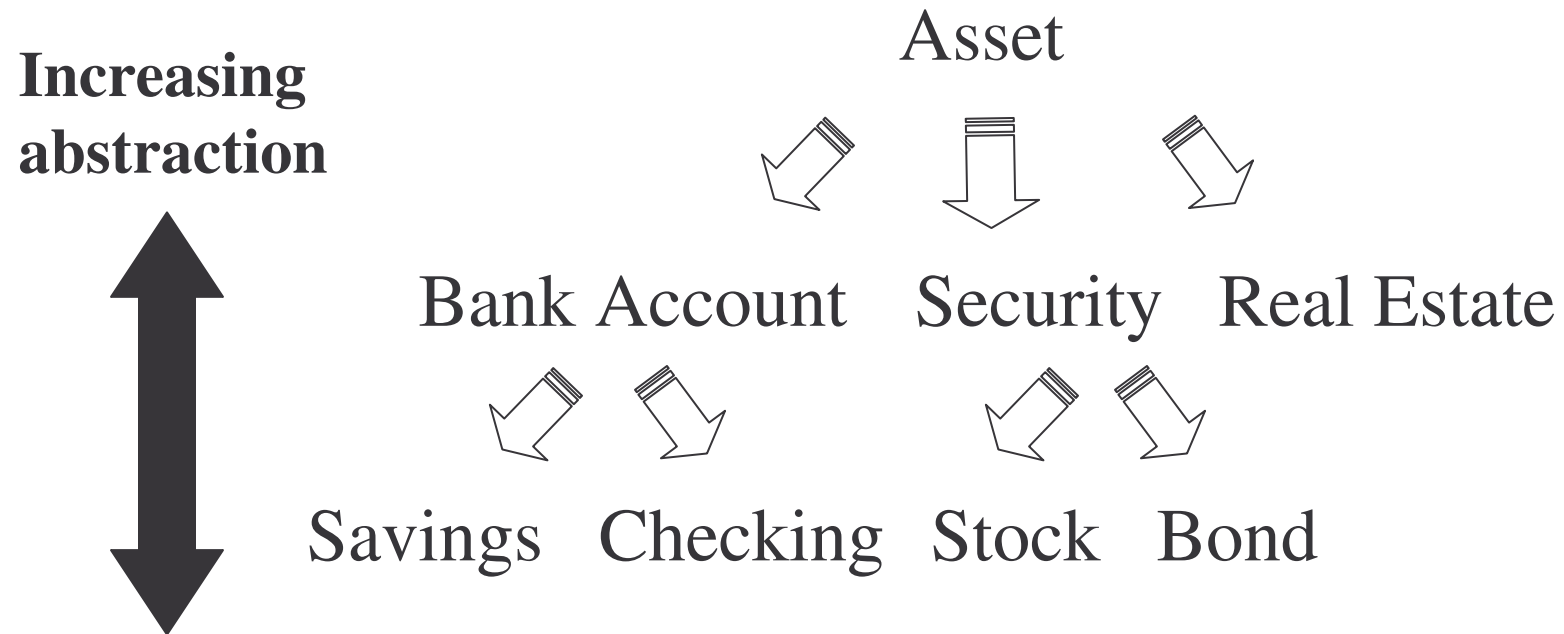 Increasing
abstraction
Asset
Bank Account Security Real Estate
Savings Checking Stock Bond